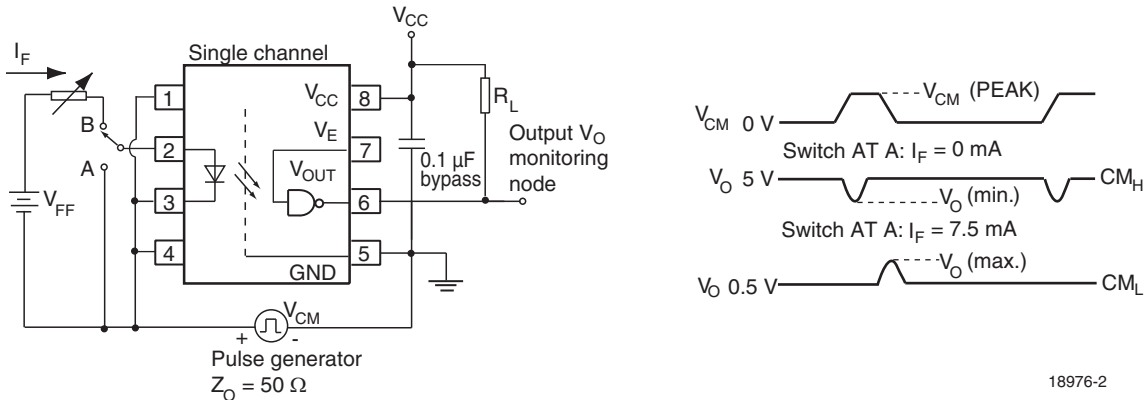 I_F
B
A
V_FF
Single channel
1
2
3
4
V_CC
V_E
V_OUT
GND
8
7
6
5
V_CC
R_L
0.1 µF
bypass
Output V_O
monitoring
node
V_CM
+ -
Pulse generator
Z_O = 50 Ω
V_CM 0 V
V_CM (PEAK)
Switch AT A: I_F = 0 mA
V_O 5 V
CM_H
V_O (min.)
Switch AT A: I_F = 7.5 mA
V_O (max.)
V_O 0.5 V
CM_L
18976-2